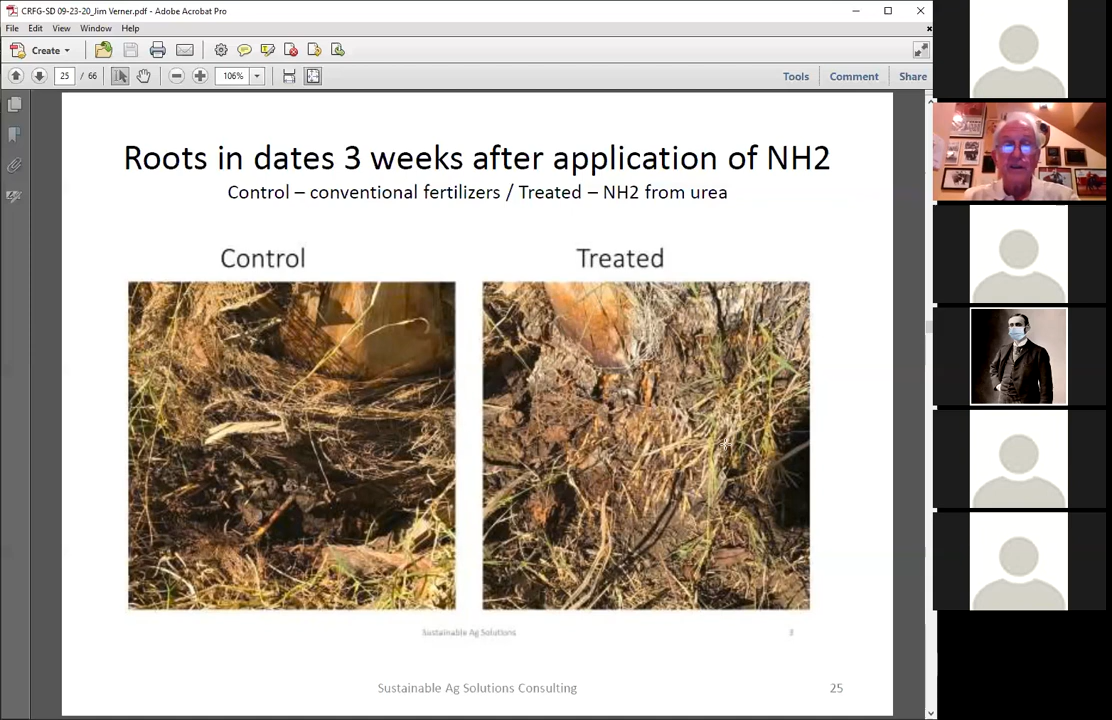 CRFG-SD 09-23-20_Jim Verner.pdf - Adobe Acrobat Pro
File Edit View Window Help
Create
25 / 66 106% Tools Comment Share
Roots in dates 3 weeks after application of NH2
Control – conventional fertilizers / Treated – NH2 from urea
Control Treated
Sustainable Ag Solutions 3
Sustainable Ag Solutions Consulting 25